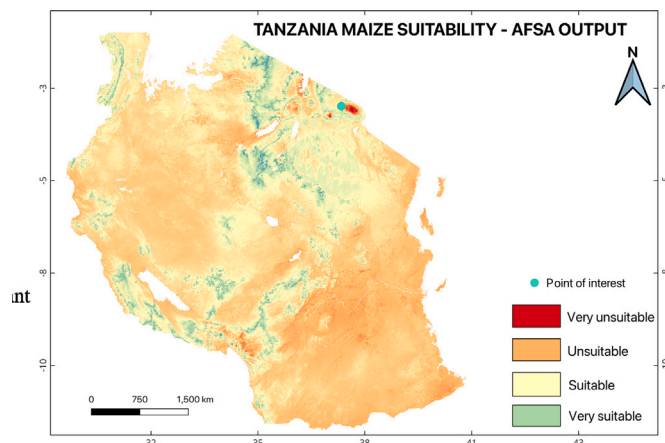 TANZANIA MAIZE SUITABILITY - AFSA OUTPUT
N
-3
-5
-8
-10
ınt
Point of interest
Very unsuitable
Unsuitable
Suitable
Very suitable
0 750 1,500 km
32 35 38 41 43